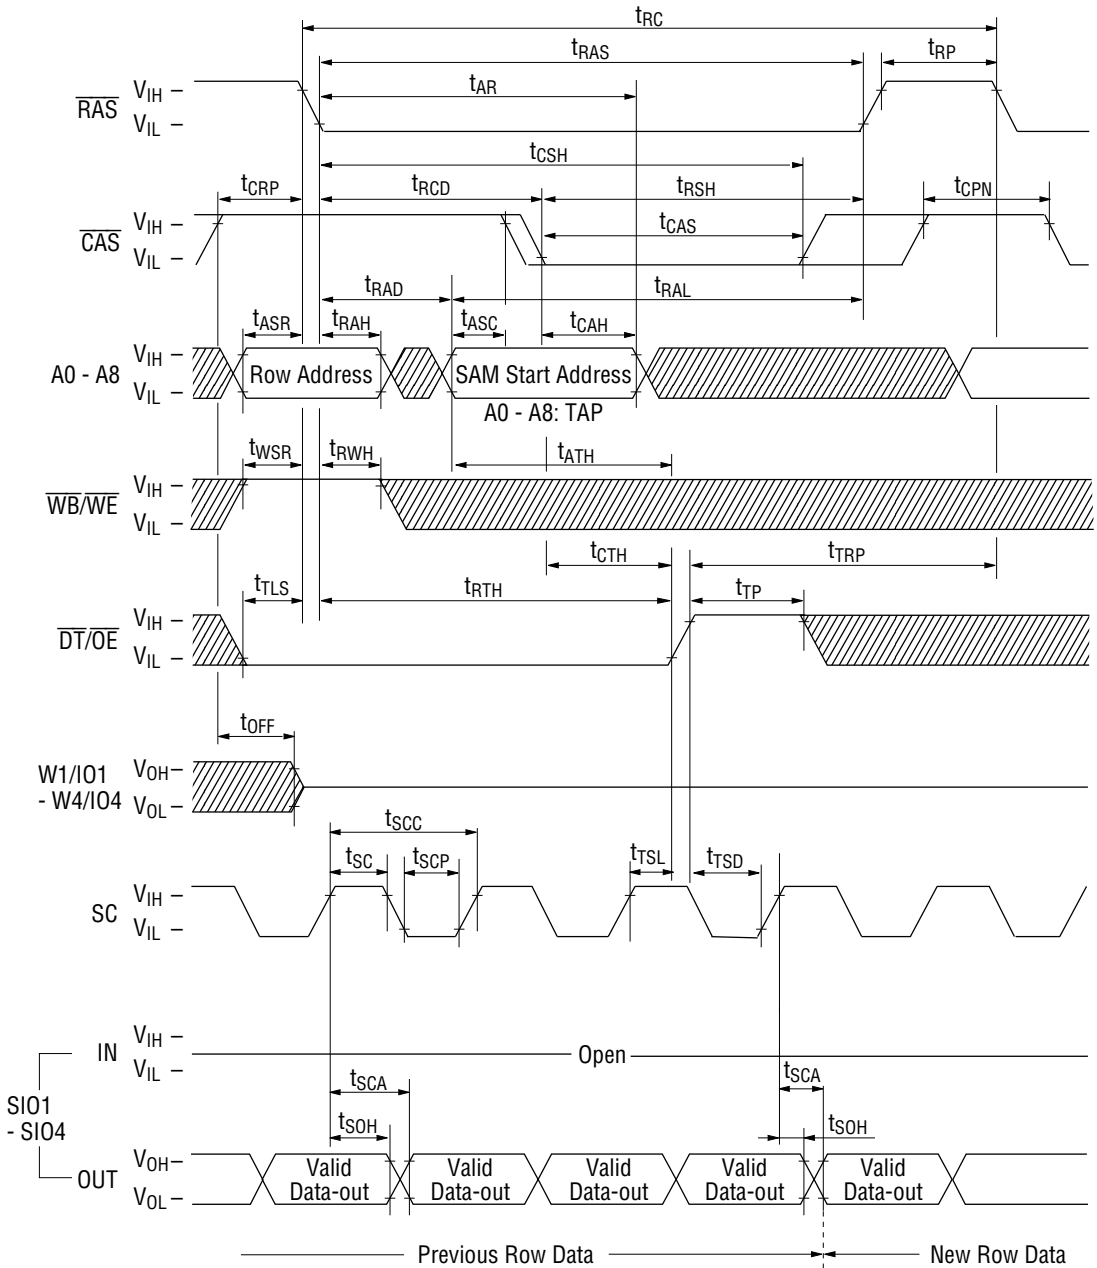 tRC
tRAS
tRP
tAR
RAS
VIH
VIL
tCSH
tCRP
tRCD
tRSH
tCPN
CAS
VIH
VIL
tCAS
tRAD
tRAL
tASR
tRAH
tASC
tCAH
A0 - A8
VIH
VIL
Row Address
SAM Start Address
A0 - A8: TAP
tWSR
tRWH
tATH
WB/WE
VIH
VIL
tCTH
tTRP
tTLS
tRTH
tTP
DT/OE
VIH
VIL
tOFF
W1/IO1
- W4/IO4
VOH
VOL
tSCC
tSC
tSCP
tTSL
tTSD
SC
VIH
VIL
IN
VIH
VIL
Open
tSCA
tSCA
SIO1
- SIO4
tSOH
tSOH
OUT
VOH
VOL
Valid
Data-out
Valid
Data-out
Valid
Data-out
Valid
Data-out
Valid
Data-out
Previous Row Data
New Row Data